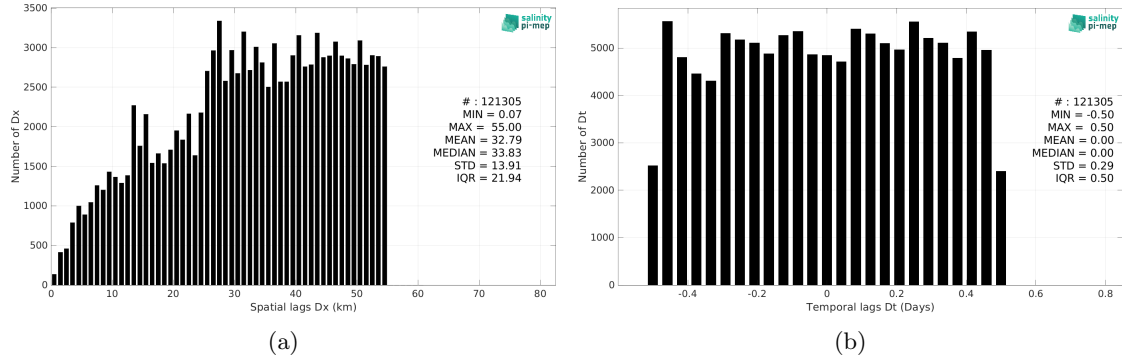 3500
3000
2500
2000
1500
1000
500
0
Number of Dx
0 10 20 30 40 50 60 70 80
Spatial lags Dx (km)
salinity
pi-mep
# : 121305
MIN = 0.07
MAX = 55.00
MEAN = 32.79
MEDIAN = 33.83
STD = 13.91
IQR = 21.94
(a)
5000
4000
3000
2000
1000
0
Number of Dt
-0.4 -0.2 0 0.2 0.4 0.6 0.8
Temporal lags Dt (Days)
salinity
pi-mep
# : 121305
MIN = -0.50
MAX = 0.50
MEAN = 0.00
MEDIAN = 0.00
STD = 0.29
IQR = 0.50
(b)